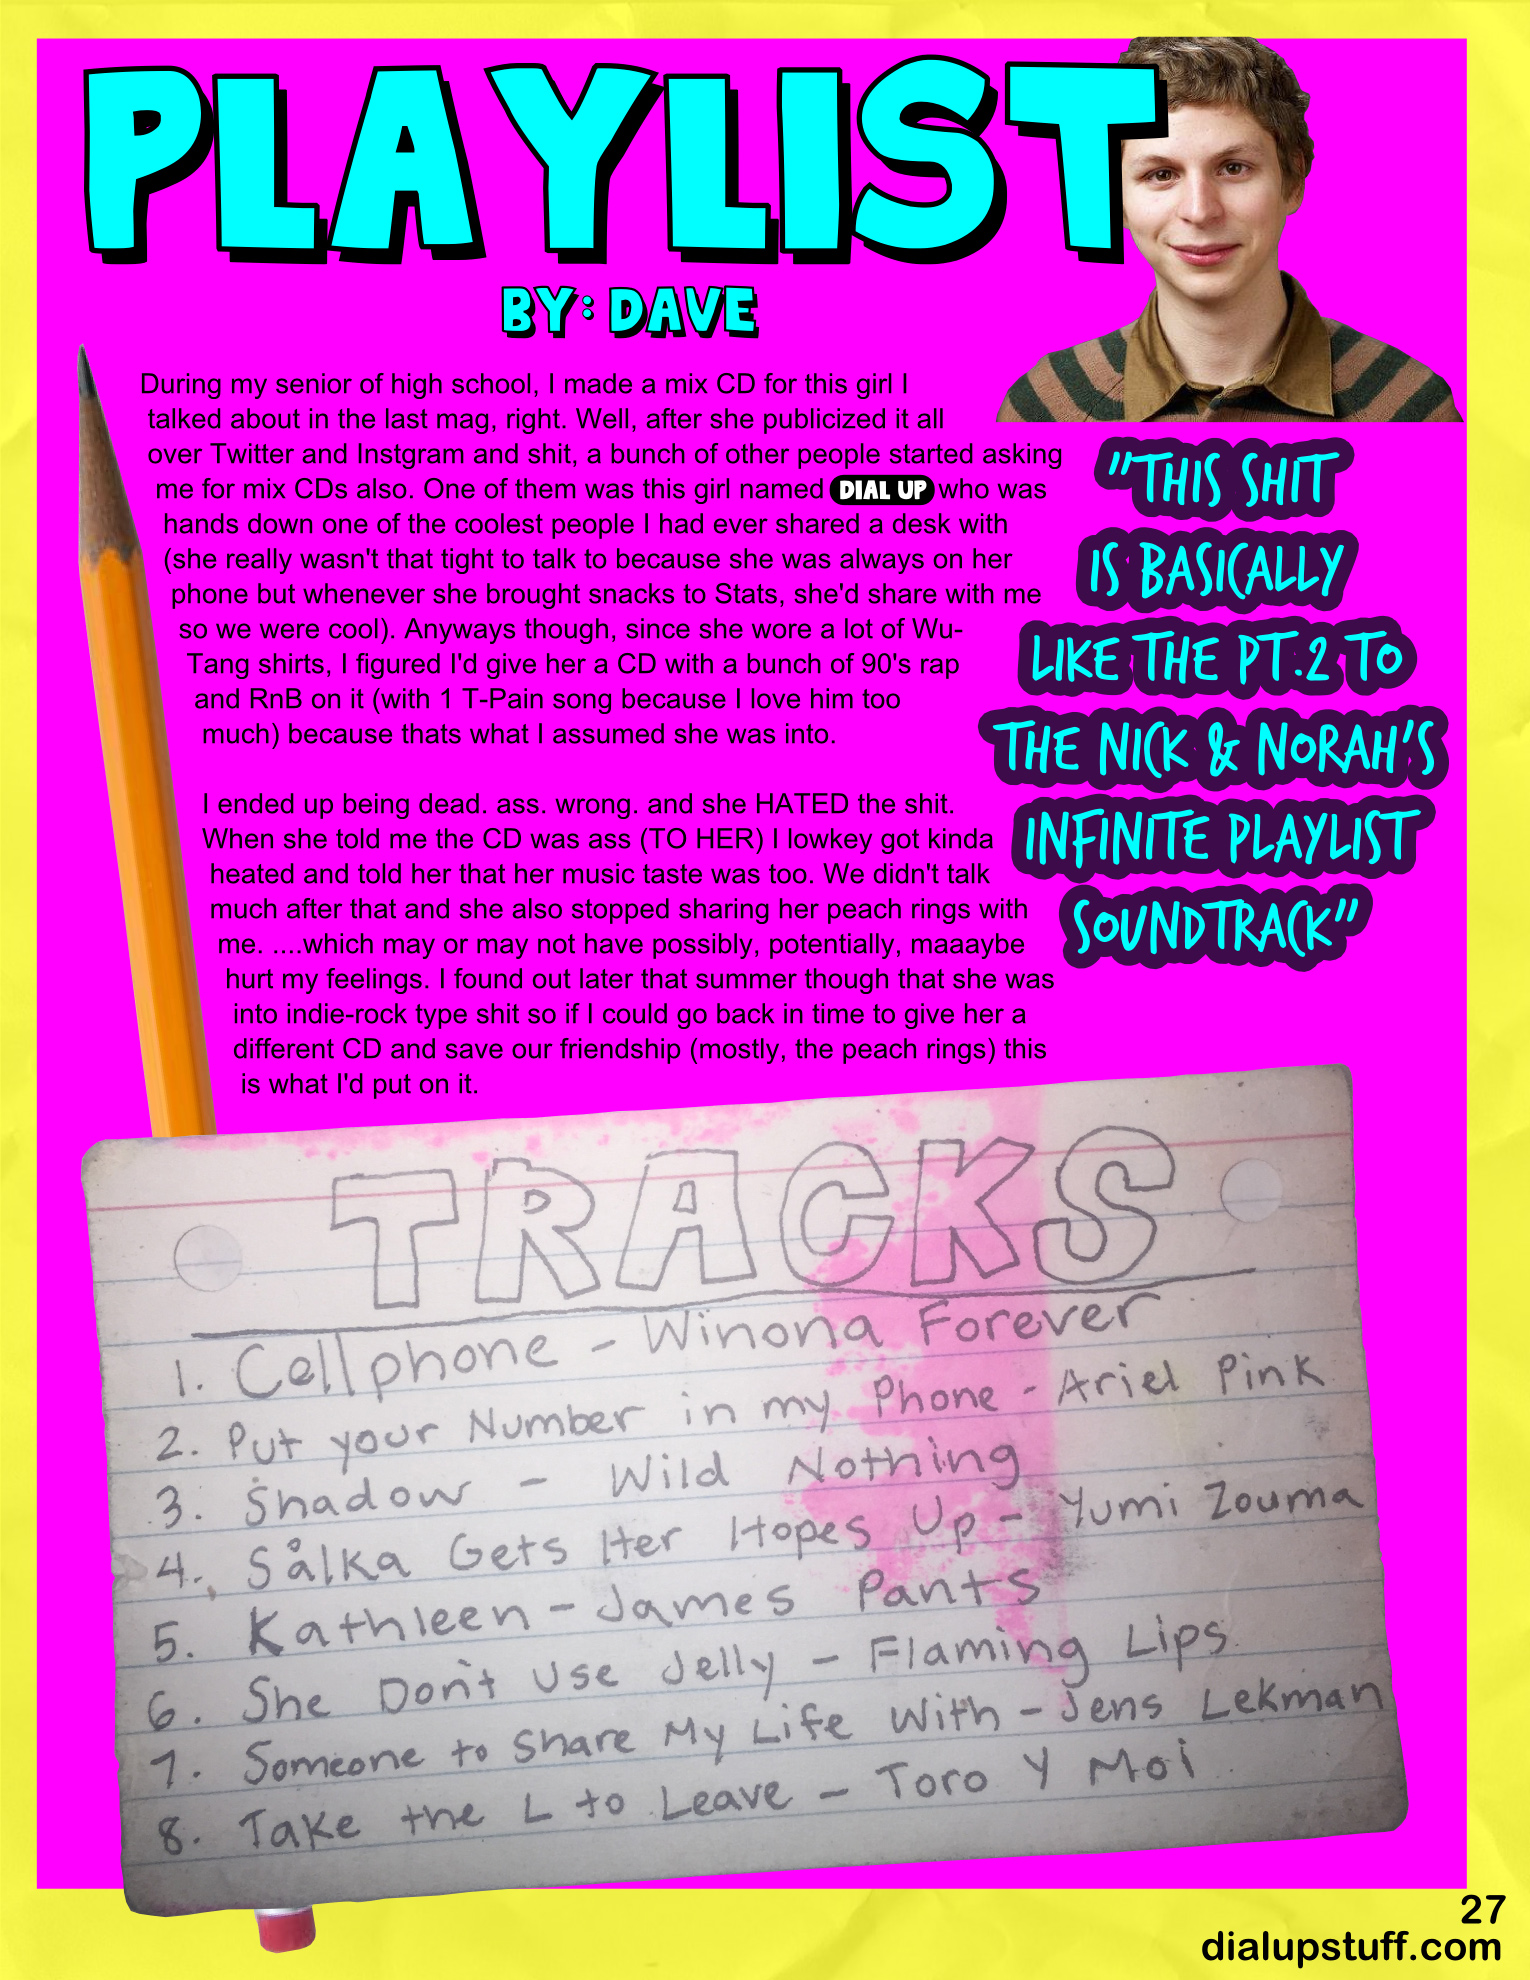 PLAYLIST
BY: DAVE
During my senior of high school, I made a mix CD for this girl I
talked about in the last mag, right. Well, after she publicized it all
over Twitter and Instgram and shit, a bunch of other people started asking
me for mix CDs also. One of them was this girl named DIAL UP who was
hands down one of the coolest people I had ever shared a desk with
(she really wasn't that tight to talk to because she was always on her
phone but whenever she brought snacks to Stats, she'd share with me
so we were cool). Anyways though, since she wore a lot of Wu-
Tang shirts, I figured I'd give her a CD with a bunch of 90's rap
and RnB on it (with 1 T-Pain song because I love him too
much) because thats what I assumed she was into.
I ended up being dead. ass. wrong. and she HATED the shit.
When she told me the CD was ass (TO HER) I lowkey got kinda
heated and told her that her music taste was too. We didn't talk
much after that and she also stopped sharing her peach rings with
me. ....which may or may not have possibly, potentially, maaaybe
hurt my feelings. I found out later that summer though that she was
into indie-rock type shit so if I could go back in time to give her a
different CD and save our friendship (mostly, the peach rings) this
is what I'd put on it.
"THIS SHIT
IS BASICALLY
LIKE THE PT.2 TO
THE NICK & NORAH'S
INFINITE PLAYLIST
SOUNDTRACK"
TRACKS
1. Cellphone - Winona Forever
2. Put your Number in my Phone - Ariel Pink
3. Shadow - Wild Nothing
4. Sålka Gets Her Hopes Up - Yumi Zouma
5. Kathleen - James Pants
6. She Don't Use Jelly - Flaming Lips
7. Someone to Share My Life With - Jens Lekman
8. Take the L to Leave - Toro Y Moi
27
dialupstuff.com